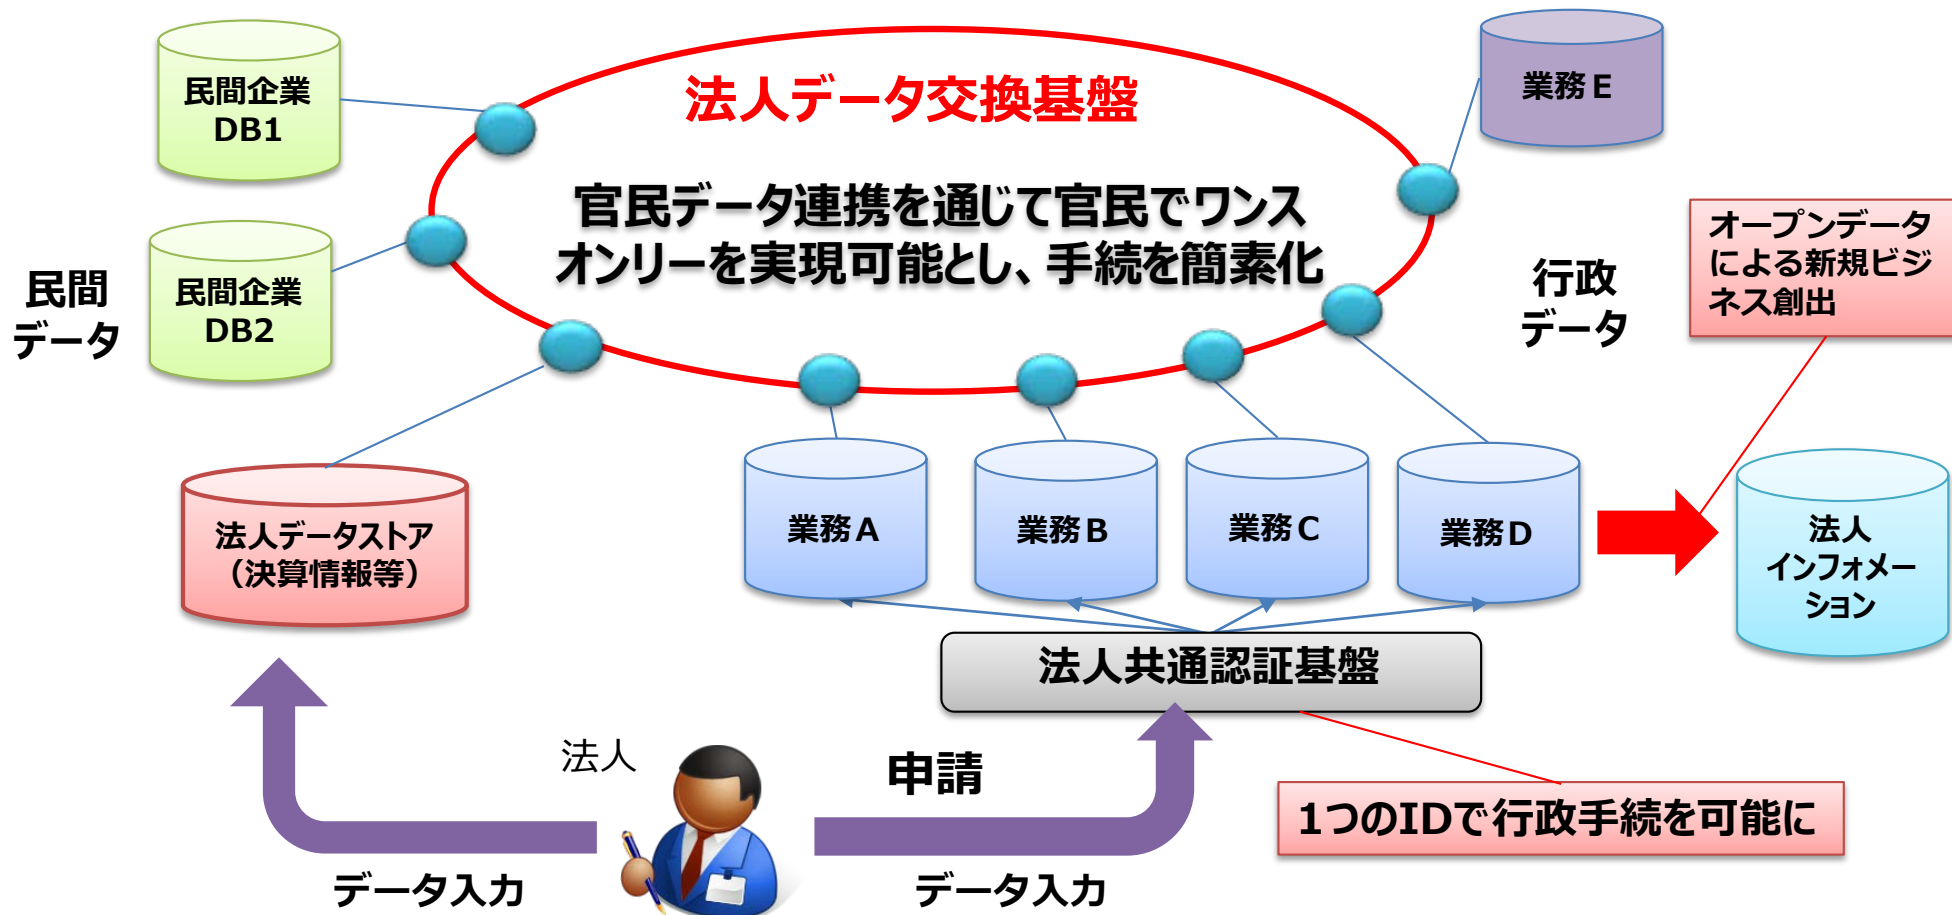 法人データ交換基盤
官民データ連携を通じて官民でワンス
オンリーを実現可能とし、手続を簡素化
民間企業
DB1
民間企業
DB2
民間
データ
業務E
行政
データ
オープンデータ
による新規ビジ
ネス創出
法人データストア
（決算情報等）
業務A
業務B
業務C
業務D
法人
インフォメー
ション
法人共通認証基盤
法人
申請
1つのIDで行政手続を可能に
データ入力
データ入力